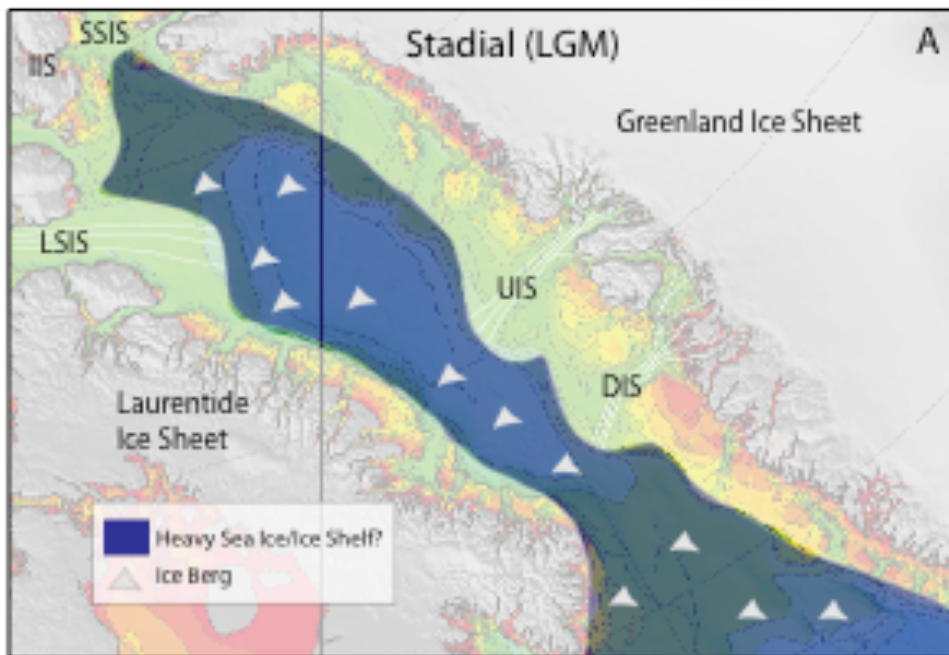 SSIS
Stadial (LGM)
A
IIS
Greenland Ice Sheet
LSIS
UIS
DIS
Laurentide
Ice Sheet
Heavy Sea Ice/Ice Shelf?
Ice Berg